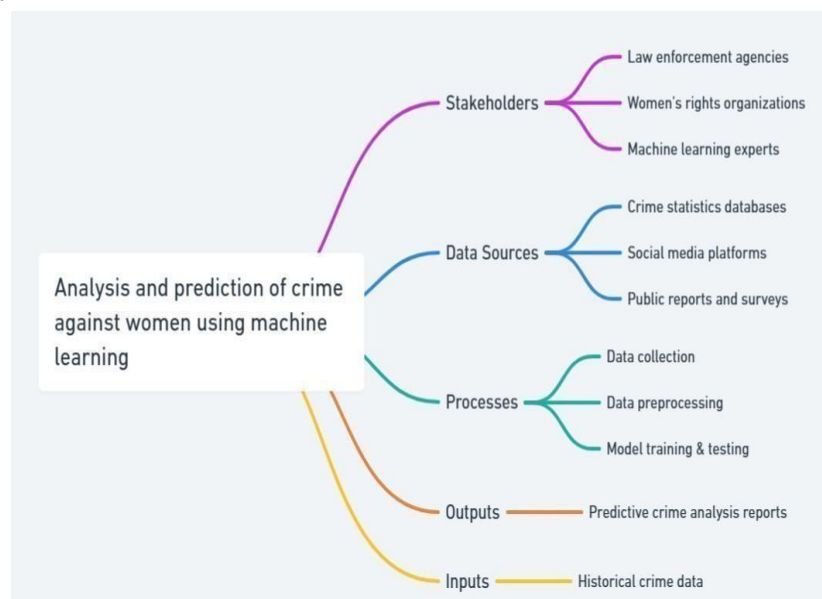 Analysis and prediction of crime
against women using machine
learning
Stakeholders
Law enforcement agencies
Women's rights organizations
Machine learning experts
Data Sources
Crime statistics databases
Social media platforms
Public reports and surveys
Processes
Data collection
Data preprocessing
Model training & testing
Outputs
Predictive crime analysis reports
Inputs
Historical crime data